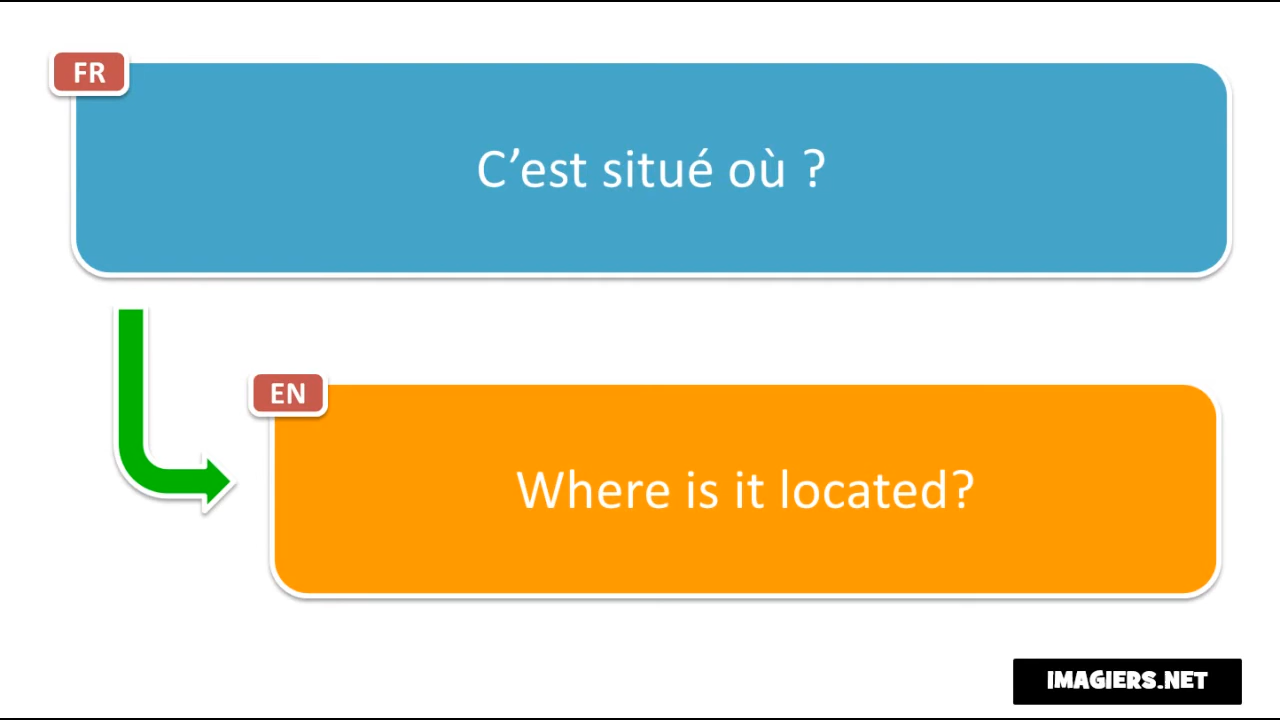 FR
C’est situé où ?
EN
Where is it located?
IMAGIERS.NET